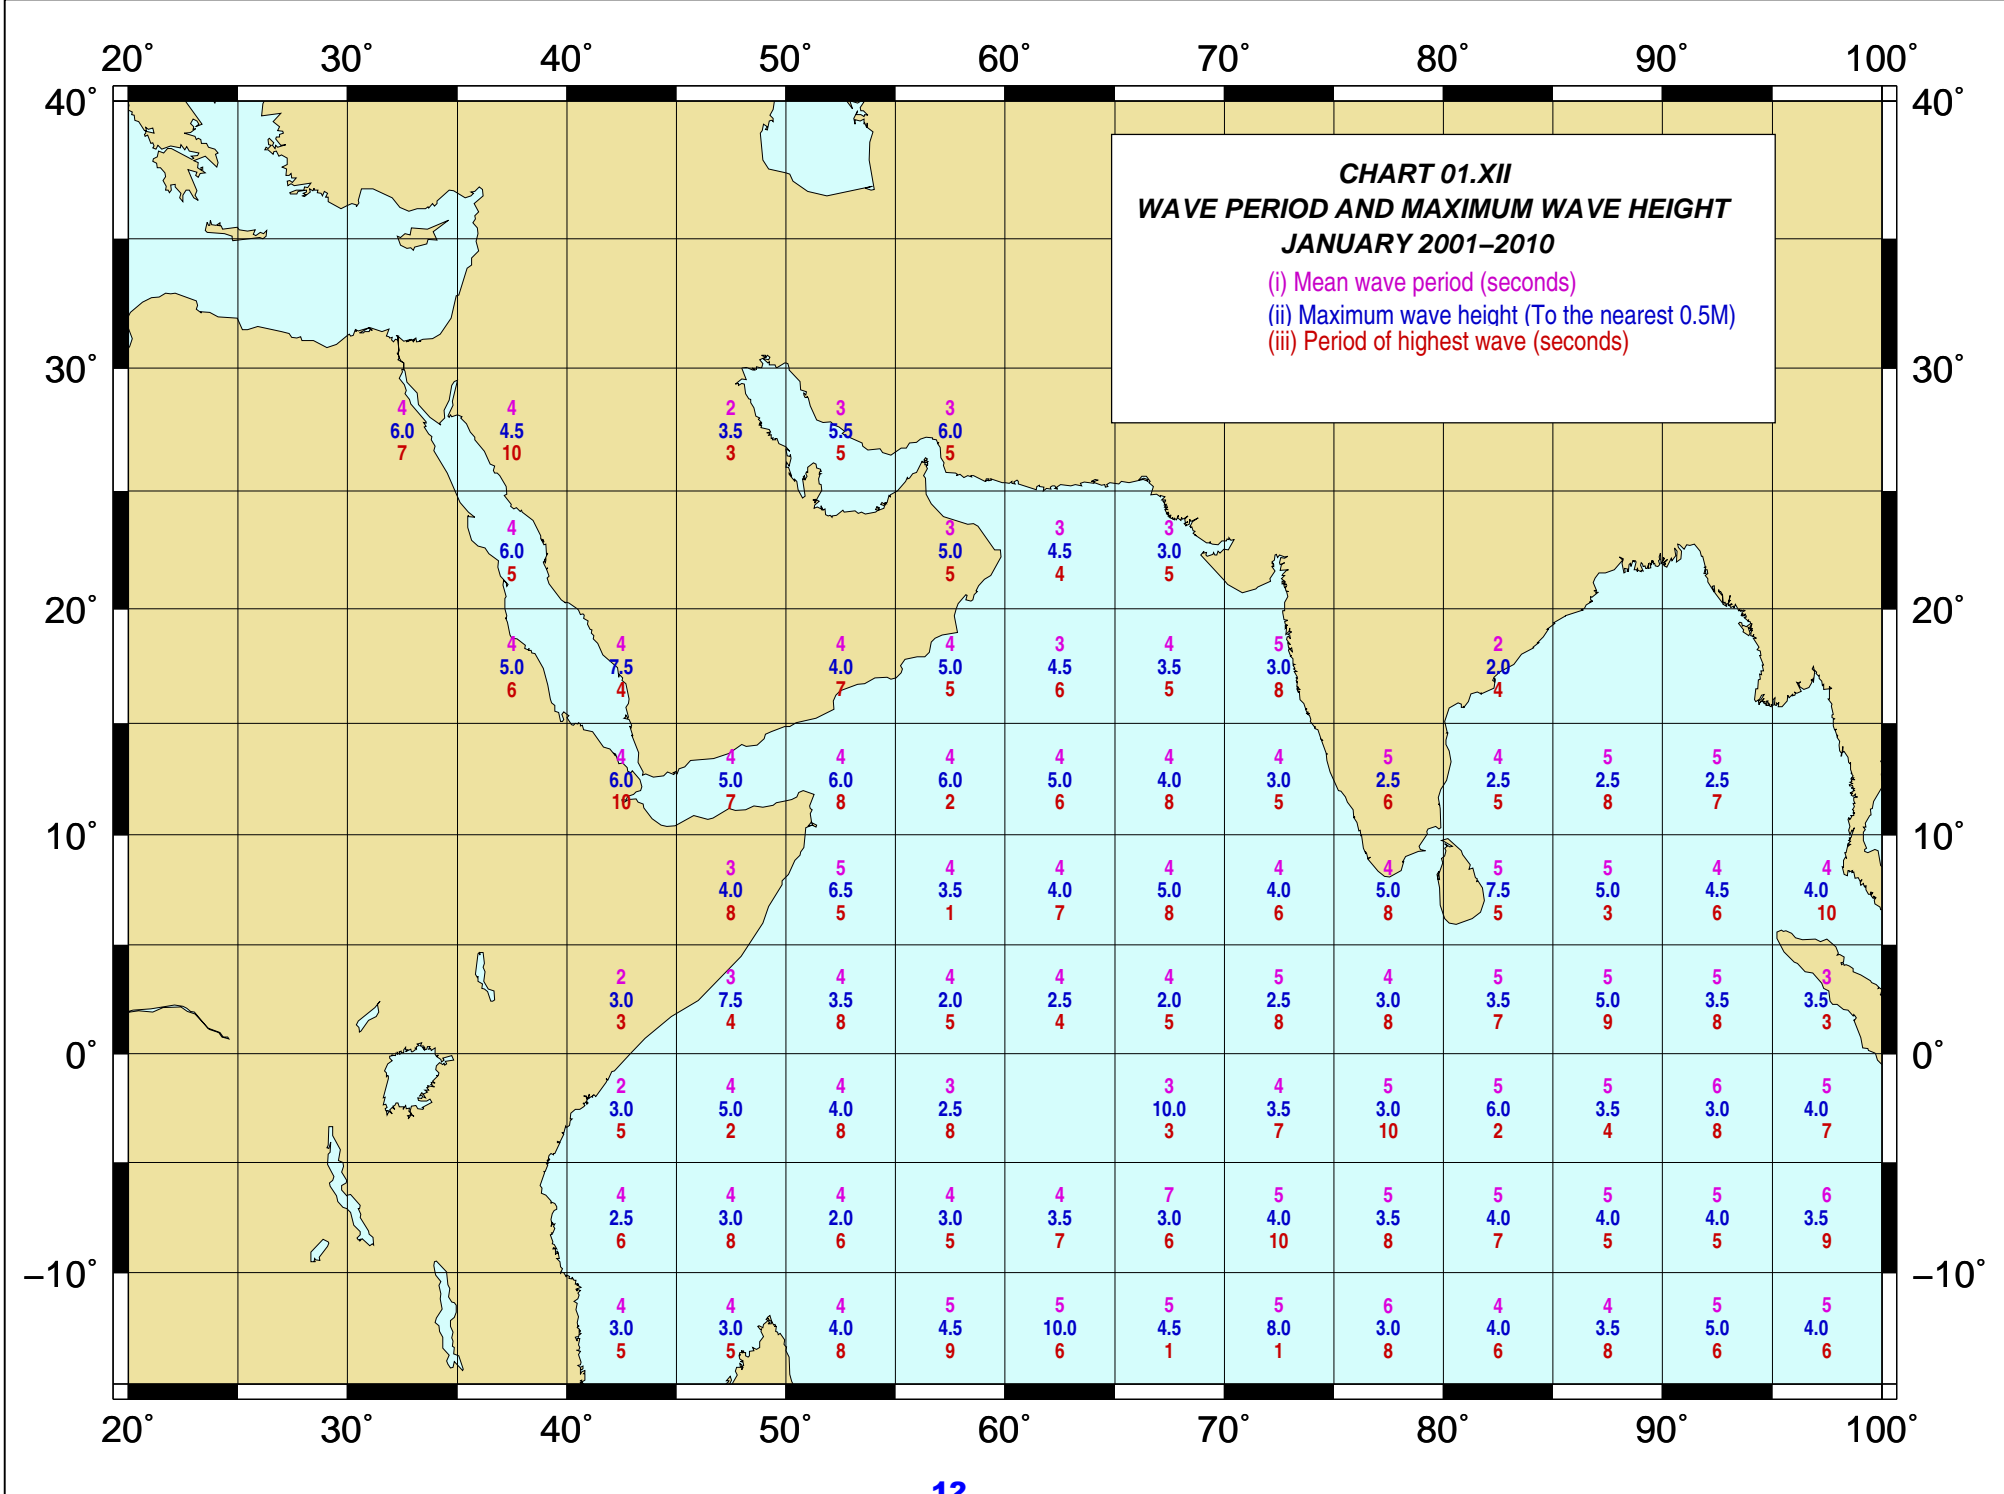 20° 30° 40° 50° 60° 70° 80° 90° 100°
40° 40°
CHART 01.XII
WAVE PERIOD AND MAXIMUM WAVE HEIGHT
JANUARY 2001–2010
(i) Mean wave period (seconds)
(ii) Maximum wave height (To the nearest 0.5M)
(iii) Period of highest wave (seconds)
30° 30°
4 4 2 3 3
6.0 4.5 3.5 5.5 6.0
7 10 3 5 5
4 3 3 3
6.0 5.0 4.5 3.0
5 5 4 5
20° 20°
4 4 4 4 3 4 5 2
5.0 7.5 4.0 5.0 4.5 3.5 3.0 2.0
6 4 7 5 6 5 8 4
4 4 4 4 4 4 4 5 4 5 5
6.0 5.0 6.0 6.0 5.0 4.0 3.0 2.5 2.5 2.5 2.5
10 7 8 2 6 8 5 6 5 8 7
10° 10°
3 5 4 4 4 4 4 5 5 4 4
4.0 6.5 3.5 4.0 5.0 4.0 5.0 7.5 5.0 4.5 4.0
8 5 1 7 8 6 8 5 3 6 10
2 3 4 4 4 4 5 4 5 5 5 3
3.0 7.5 3.5 2.0 2.5 2.0 2.5 3.0 3.5 5.0 3.5 3.5
3 4 8 5 4 5 8 8 7 9 8 3
0° 0°
2 4 4 3 3 4 5 5 5 6 5
3.0 5.0 4.0 2.5 10.0 3.5 3.0 6.0 3.5 3.0 4.0
5 2 8 8 3 7 10 2 4 8 7
4 4 4 4 4 7 5 5 5 5 5 6
2.5 3.0 2.0 3.0 3.5 3.0 4.0 3.5 4.0 4.0 4.0 3.5
6 8 6 5 7 6 10 8 7 5 5 9
–10° –10°
4 4 4 5 5 5 5 6 4 4 5 5
3.0 3.0 4.0 4.5 10.0 4.5 8.0 3.0 4.0 3.5 5.0 4.0
5 5 8 9 6 1 1 8 6 8 6 6
20° 30° 40° 50° 60° 70° 80° 90° 100°
12